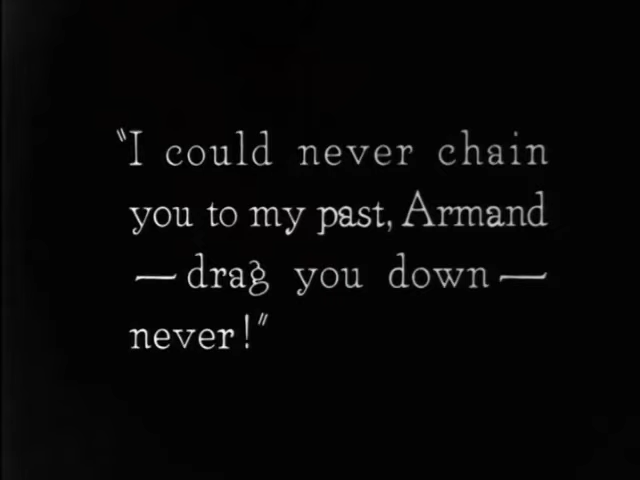 "I could never chain
you to my past, Armand
— drag you down —
never!"